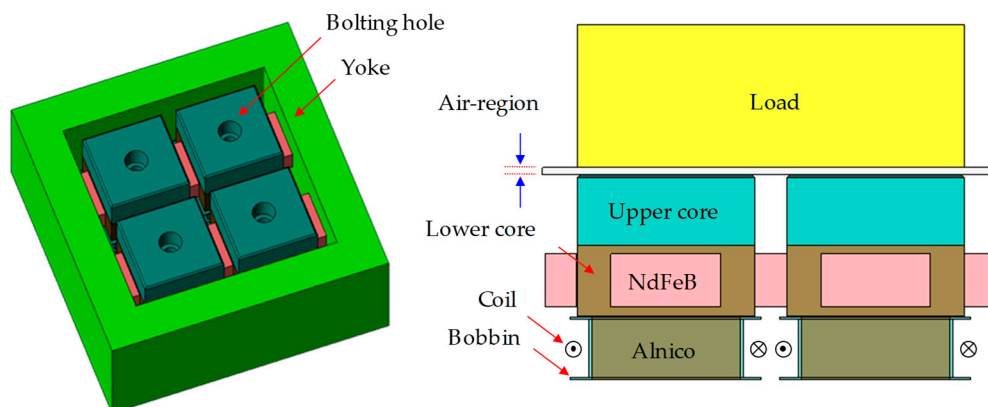 Bolting hole
Yoke
Air-region
Load
Upper core
Lower core
NdFeB
Coil
Bobbin
Alnico